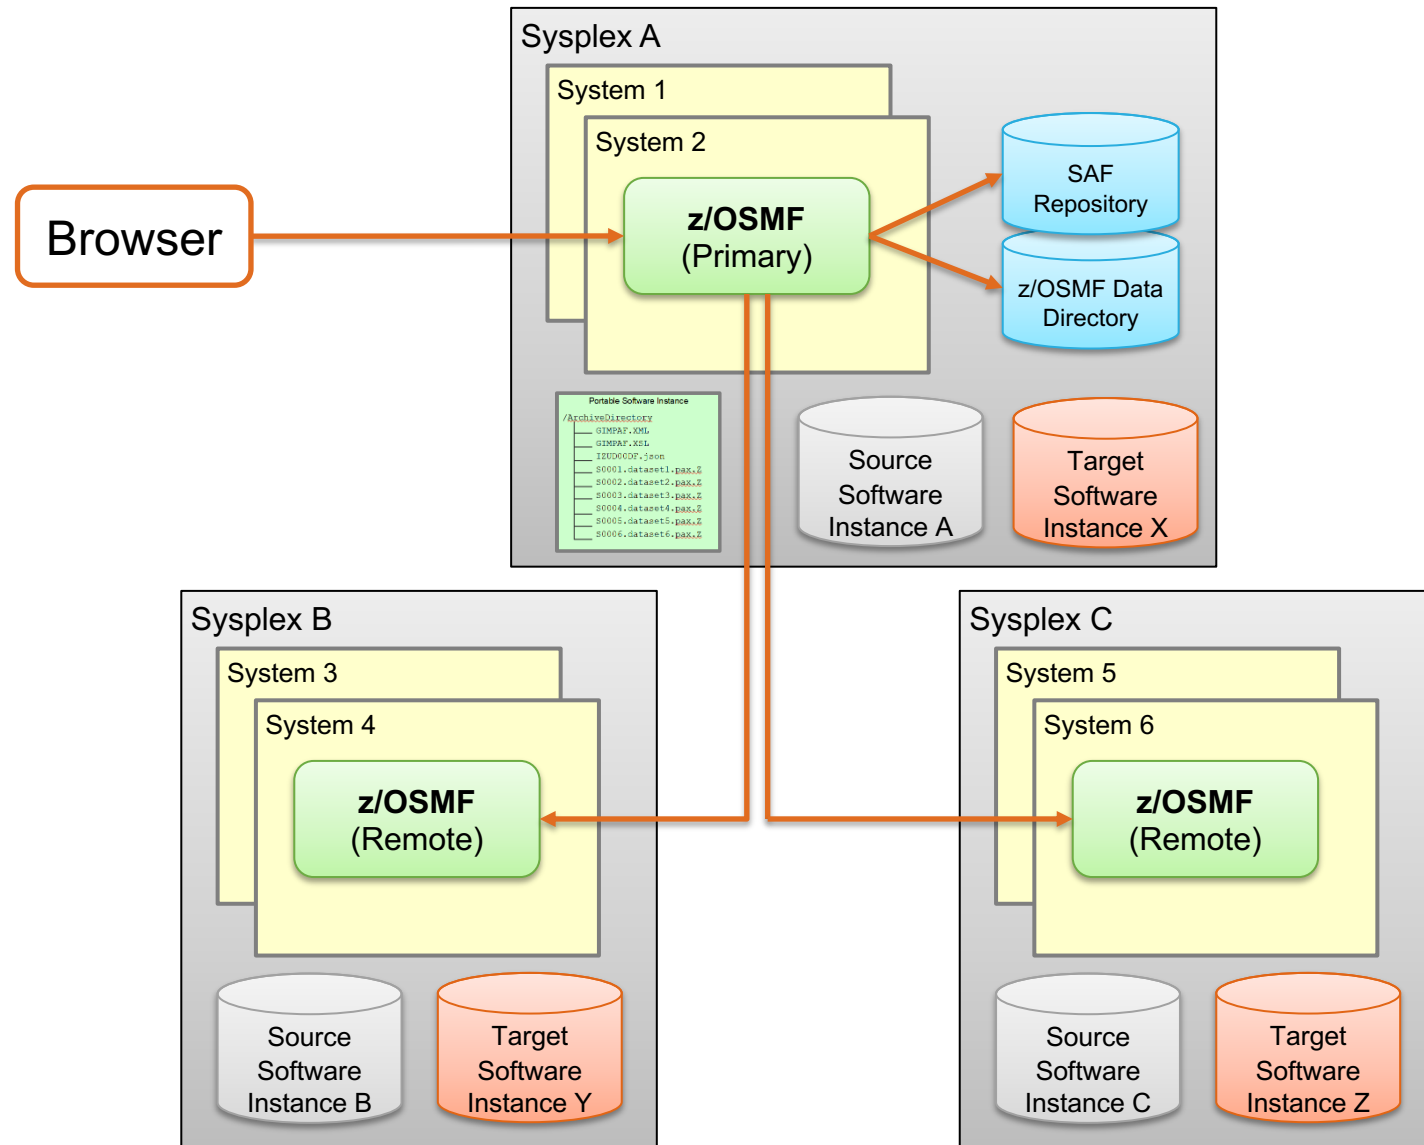 Sysplex A
System 1
System 2
Browser
z/OSMF
(Primary)
SAF
Repository
z/OSMF Data
Directory
Portable Software Instance
/ArchiveDirectory
GIMPAF.XML
GIMPAF.XSL
IZUD00DF.json
S0001.dataset1.pax.Z
S0002.dataset2.pax.Z
S0003.dataset3.pax.Z
S0004.dataset4.pax.Z
S0005.dataset5.pax.Z
S0006.dataset6.pax.Z
Source
Software
Instance A
Target
Software
Instance X
Sysplex B
System 3
System 4
z/OSMF
(Remote)
Source
Software
Instance B
Target
Software
Instance Y
Sysplex C
System 5
System 6
z/OSMF
(Remote)
Source
Software
Instance C
Target
Software
Instance Z